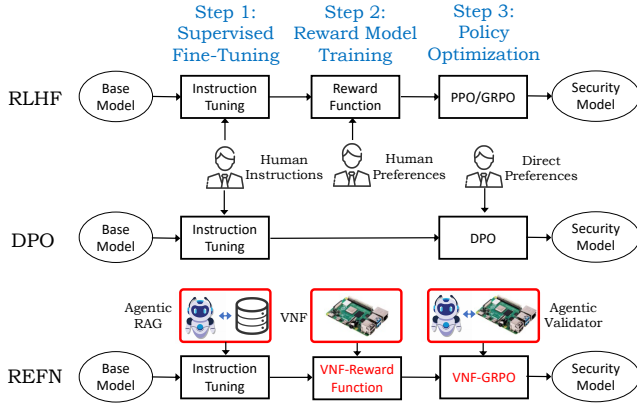 Step 1:
Supervised
Fine-Tuning
Step 2:
Reward Model
Training
Step 3:
Policy
Optimization
RLHF
Base
Model
Instruction
Tuning
Reward
Function
PPO/GRPO
Security
Model
Human
Instructions
Human
Preferences
Direct
Preferences
DPO
Base
Model
Instruction
Tuning
DPO
Security
Model
Agentic
RAG
VNF
Agentic
Validator
REFN
Base
Model
Instruction
Tuning
VNF-Reward
Function
VNF-GRPO
Security
Model